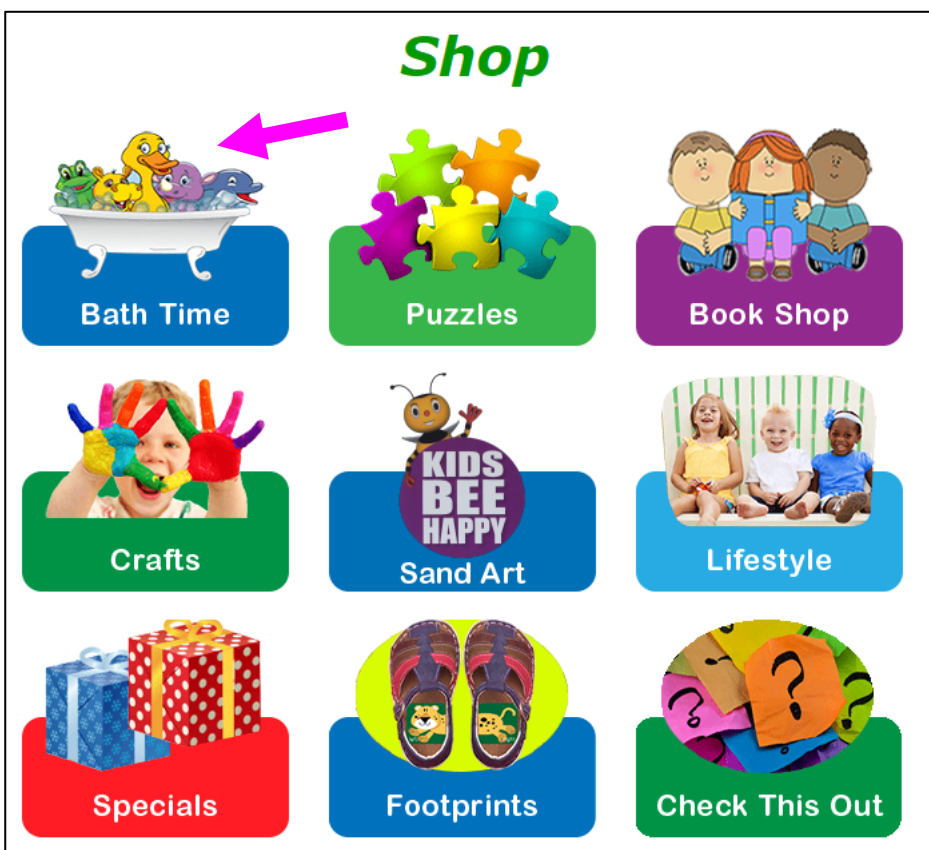 Shop
Bath Time
Puzzles
Book Shop
KIDS
BEE
HAPPY
Crafts
Sand Art
Lifestyle
Specials
Footprints
Check This Out